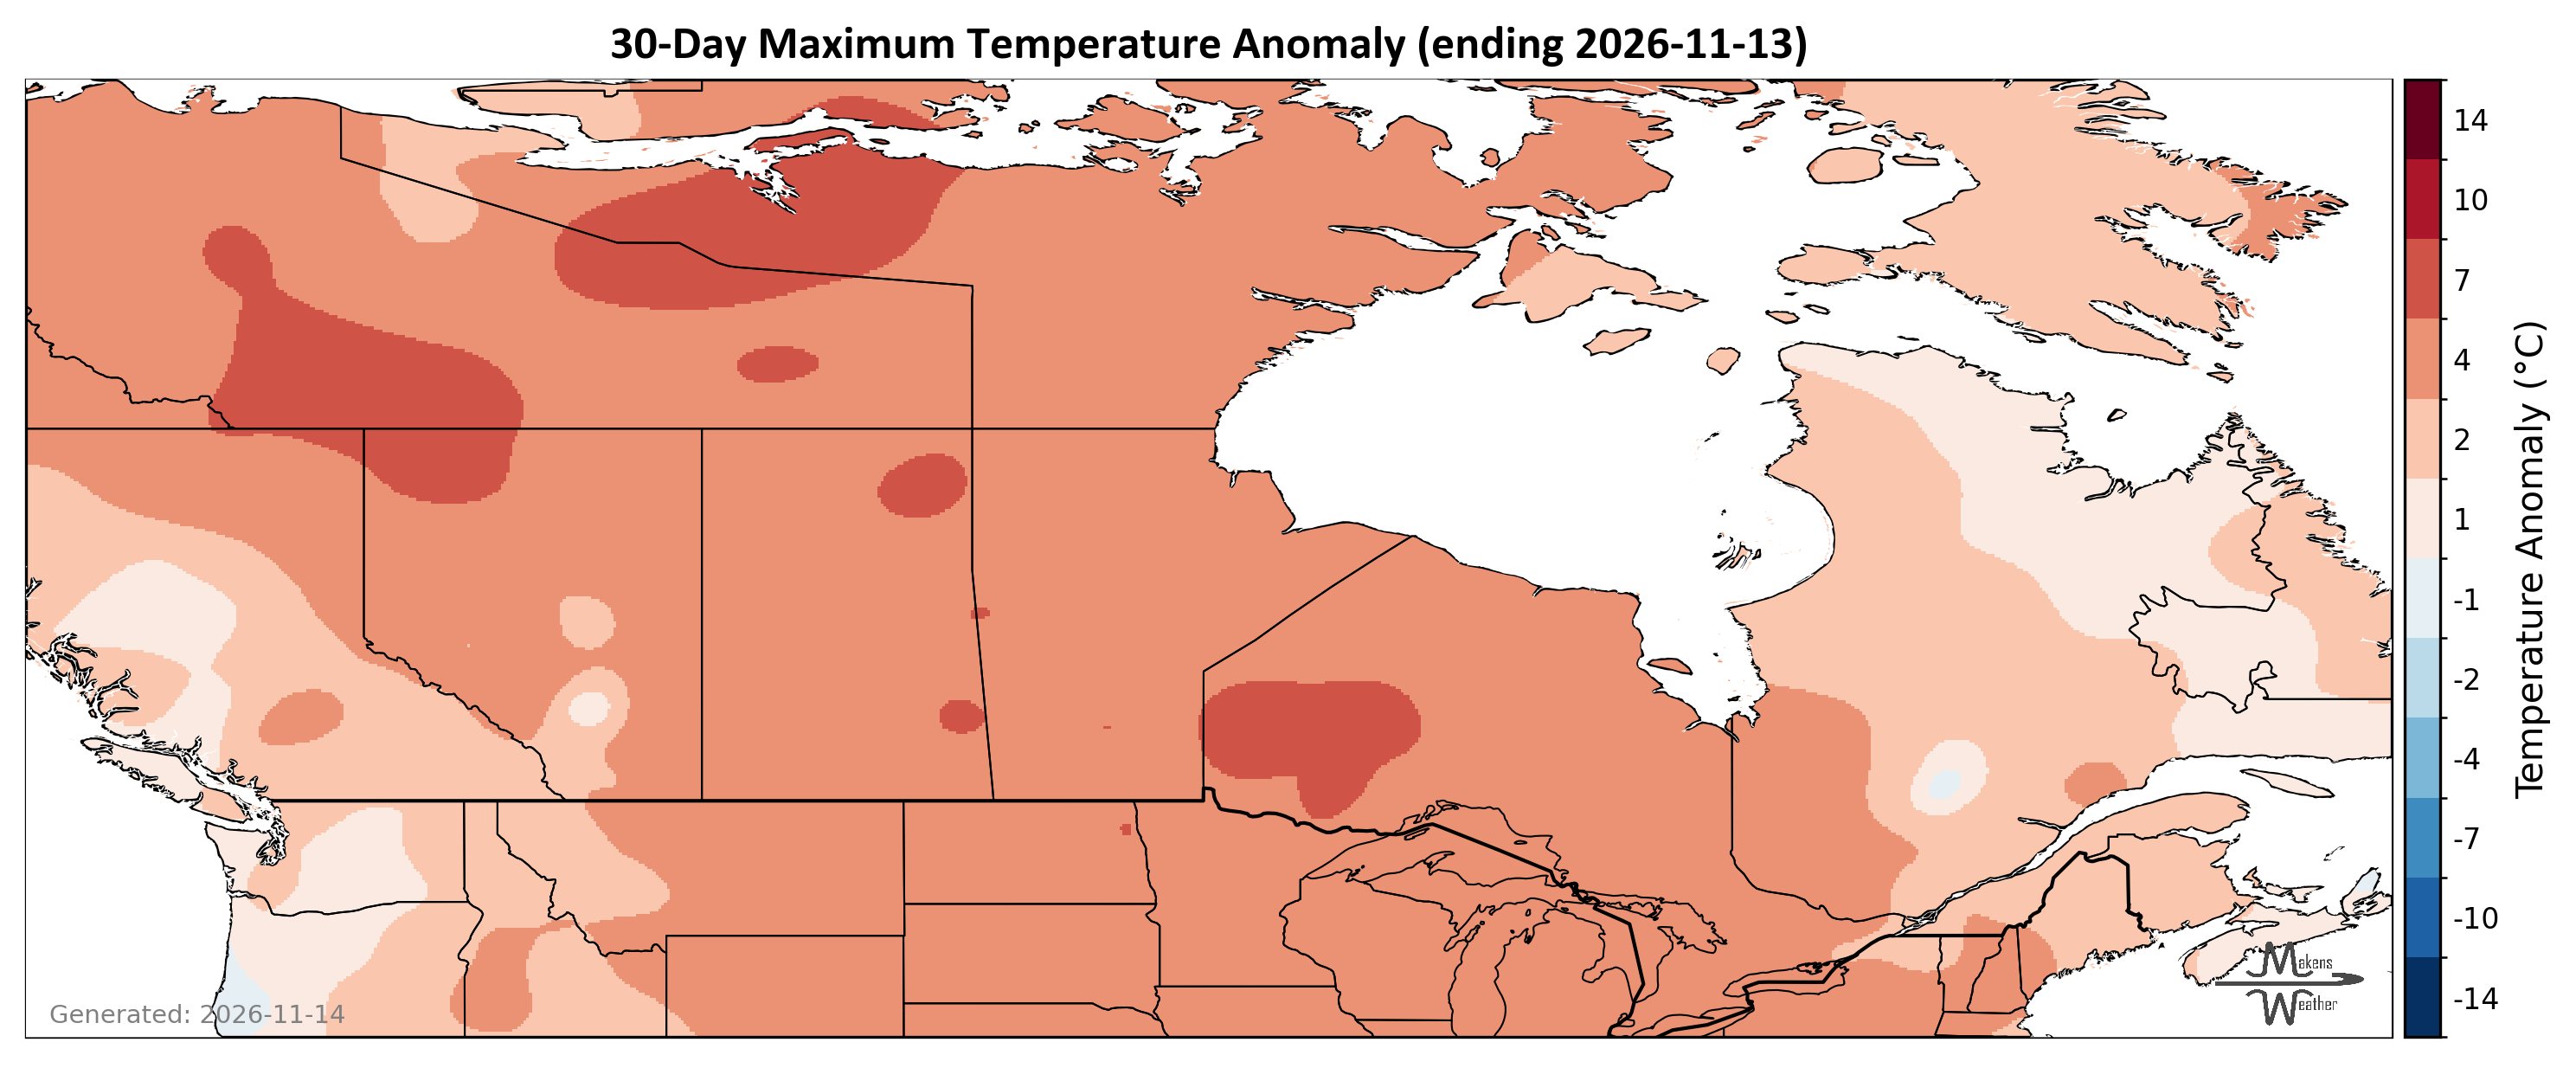 30-Day Maximum Temperature Anomaly (ending 2026-11-13)
14
10
7
4
2
1
-1
-2
-4
-7
-10
-14
Temperature Anomaly (°C)
Makens
Weather
Generated: 2026-11-14